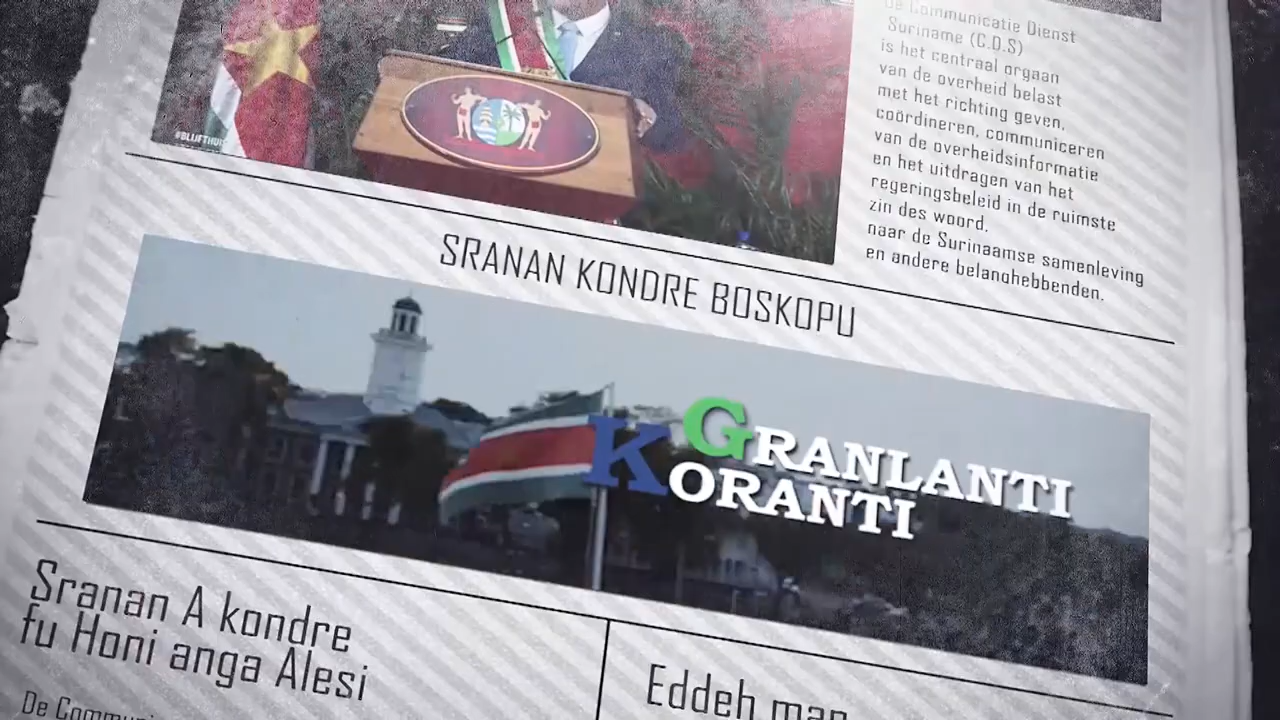 De Communicatie Dienst
Suriname (C.D.S)
is het centraal orgaan
van de overheid belast
met het richting geven,
coördineren, communiceren
van de overheidsinformatie
en het uitdragen van het
regeringsbeleid in de ruimste
zin des woord,
naar de Surinaamse samenleving
en andere belanghebbenden.
SRANAN KONDRE BOSKOPU
GRANLANTI
KORANTI
Sranan A kondre
fu Honi anga Alesi
Eddeh man